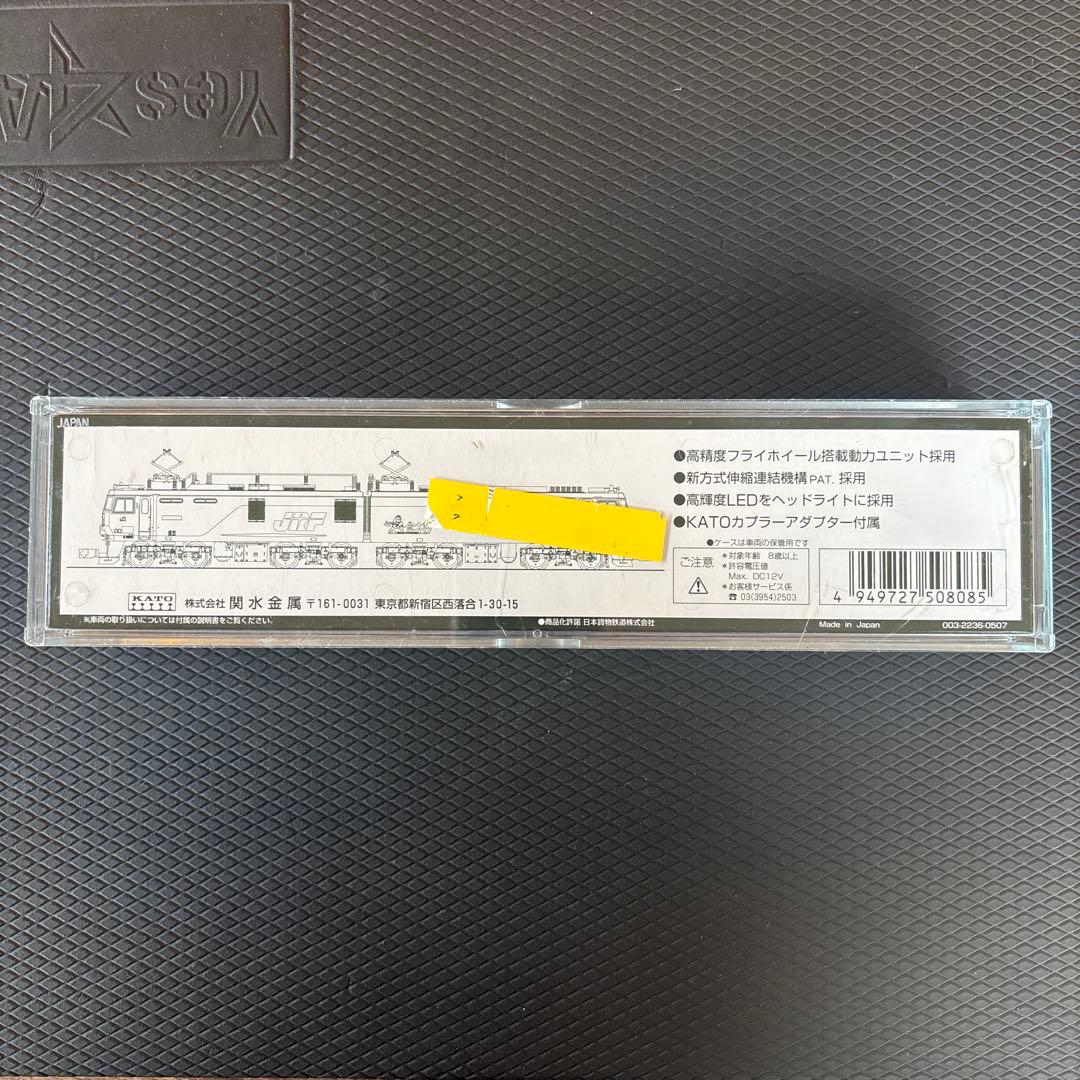 YesA
JAPAN
JRF
●高精度フライホイール搭載動力ユニット採用
●新方式伸縮連結機構PAT. 採用
●高輝度LEDをヘッドライトに採用
●KATOカプラーアダプター付属
●ケースは車両の保管用です
ご注意
*対象年齢 8歳以上
*許容電圧値
Max. DC12V
*お客様サービス係
☎ 03(3954)2503
4 949727 508085
KATO
株式会社 関水金属 〒161-0031 東京都新宿区西落合1-30-15
※車両の取り扱いについては付属の説明書をご覧ください。
●商品化許諾 日本貨物鉄道株式会社
Made in Japan
003-2236-0507